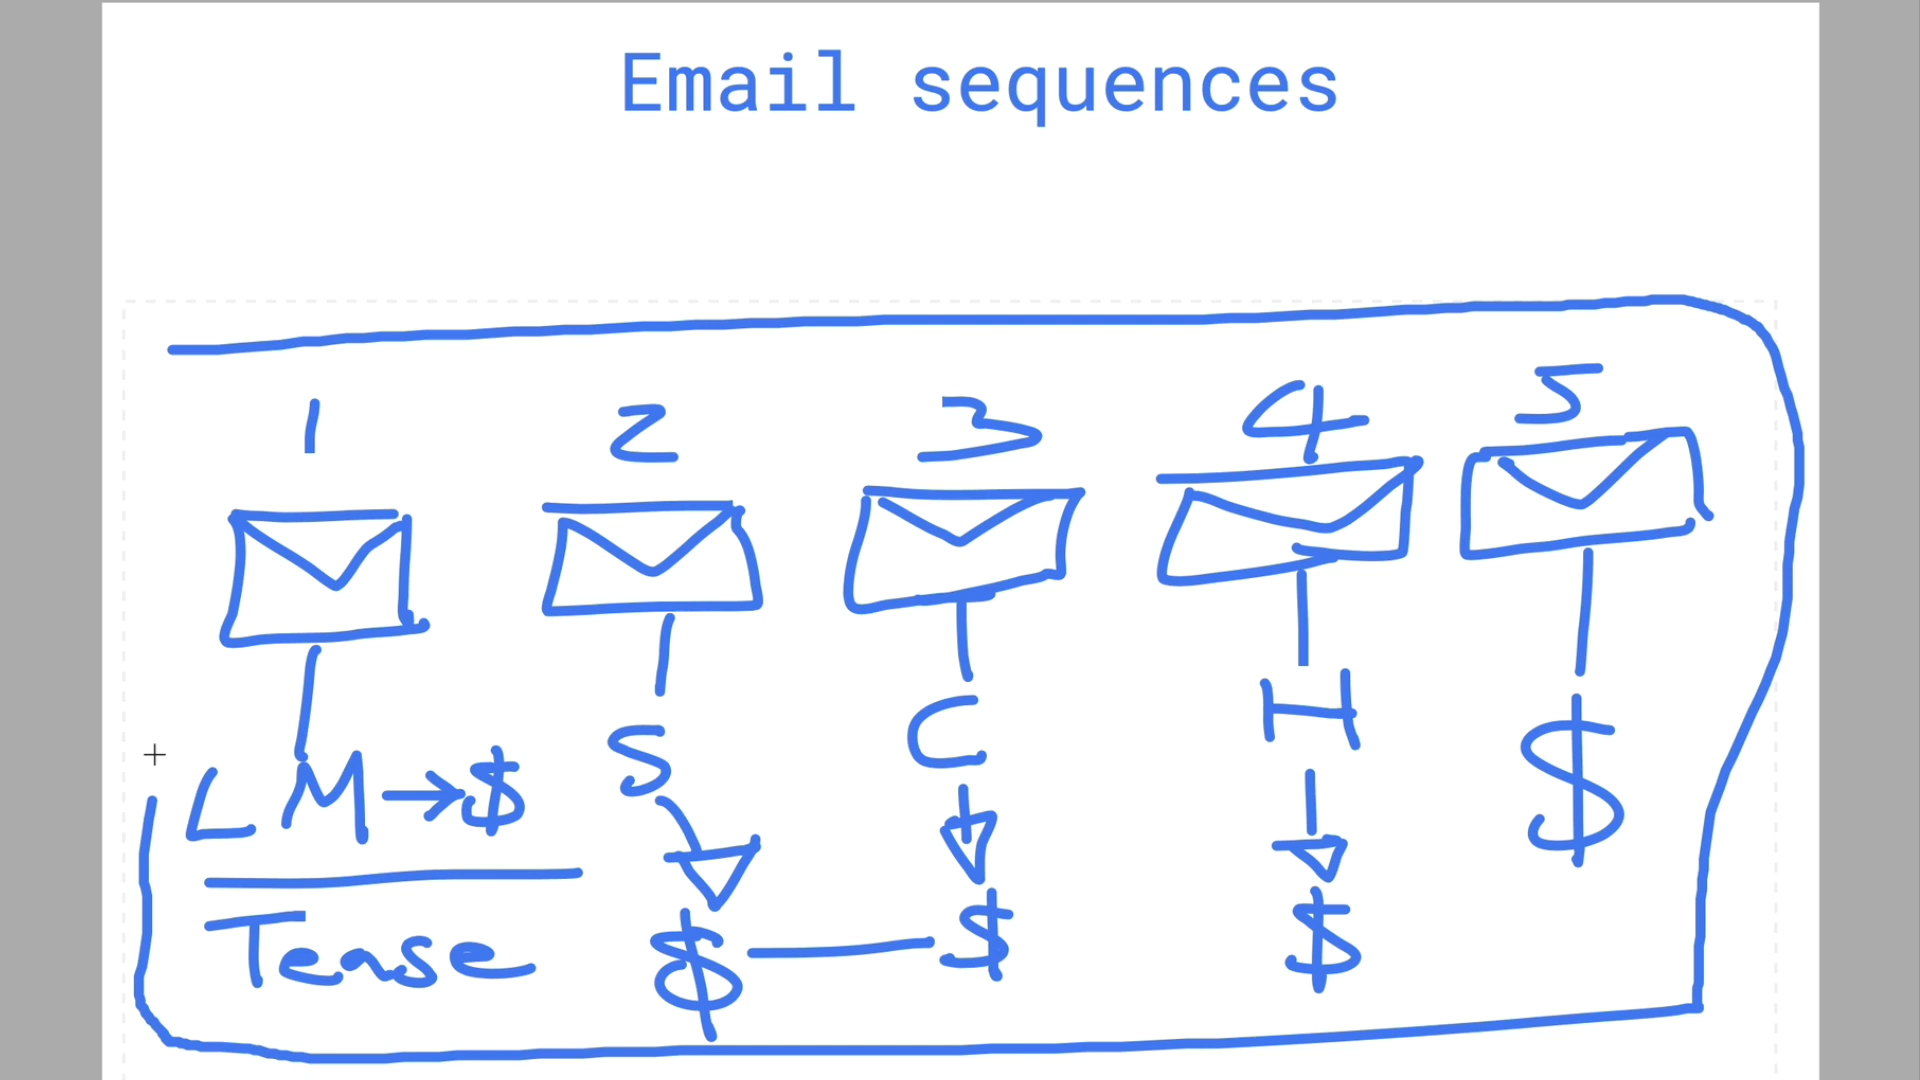 Email sequences
1 2 3 4 5
LM → $ S C H $
Tease $ $ $